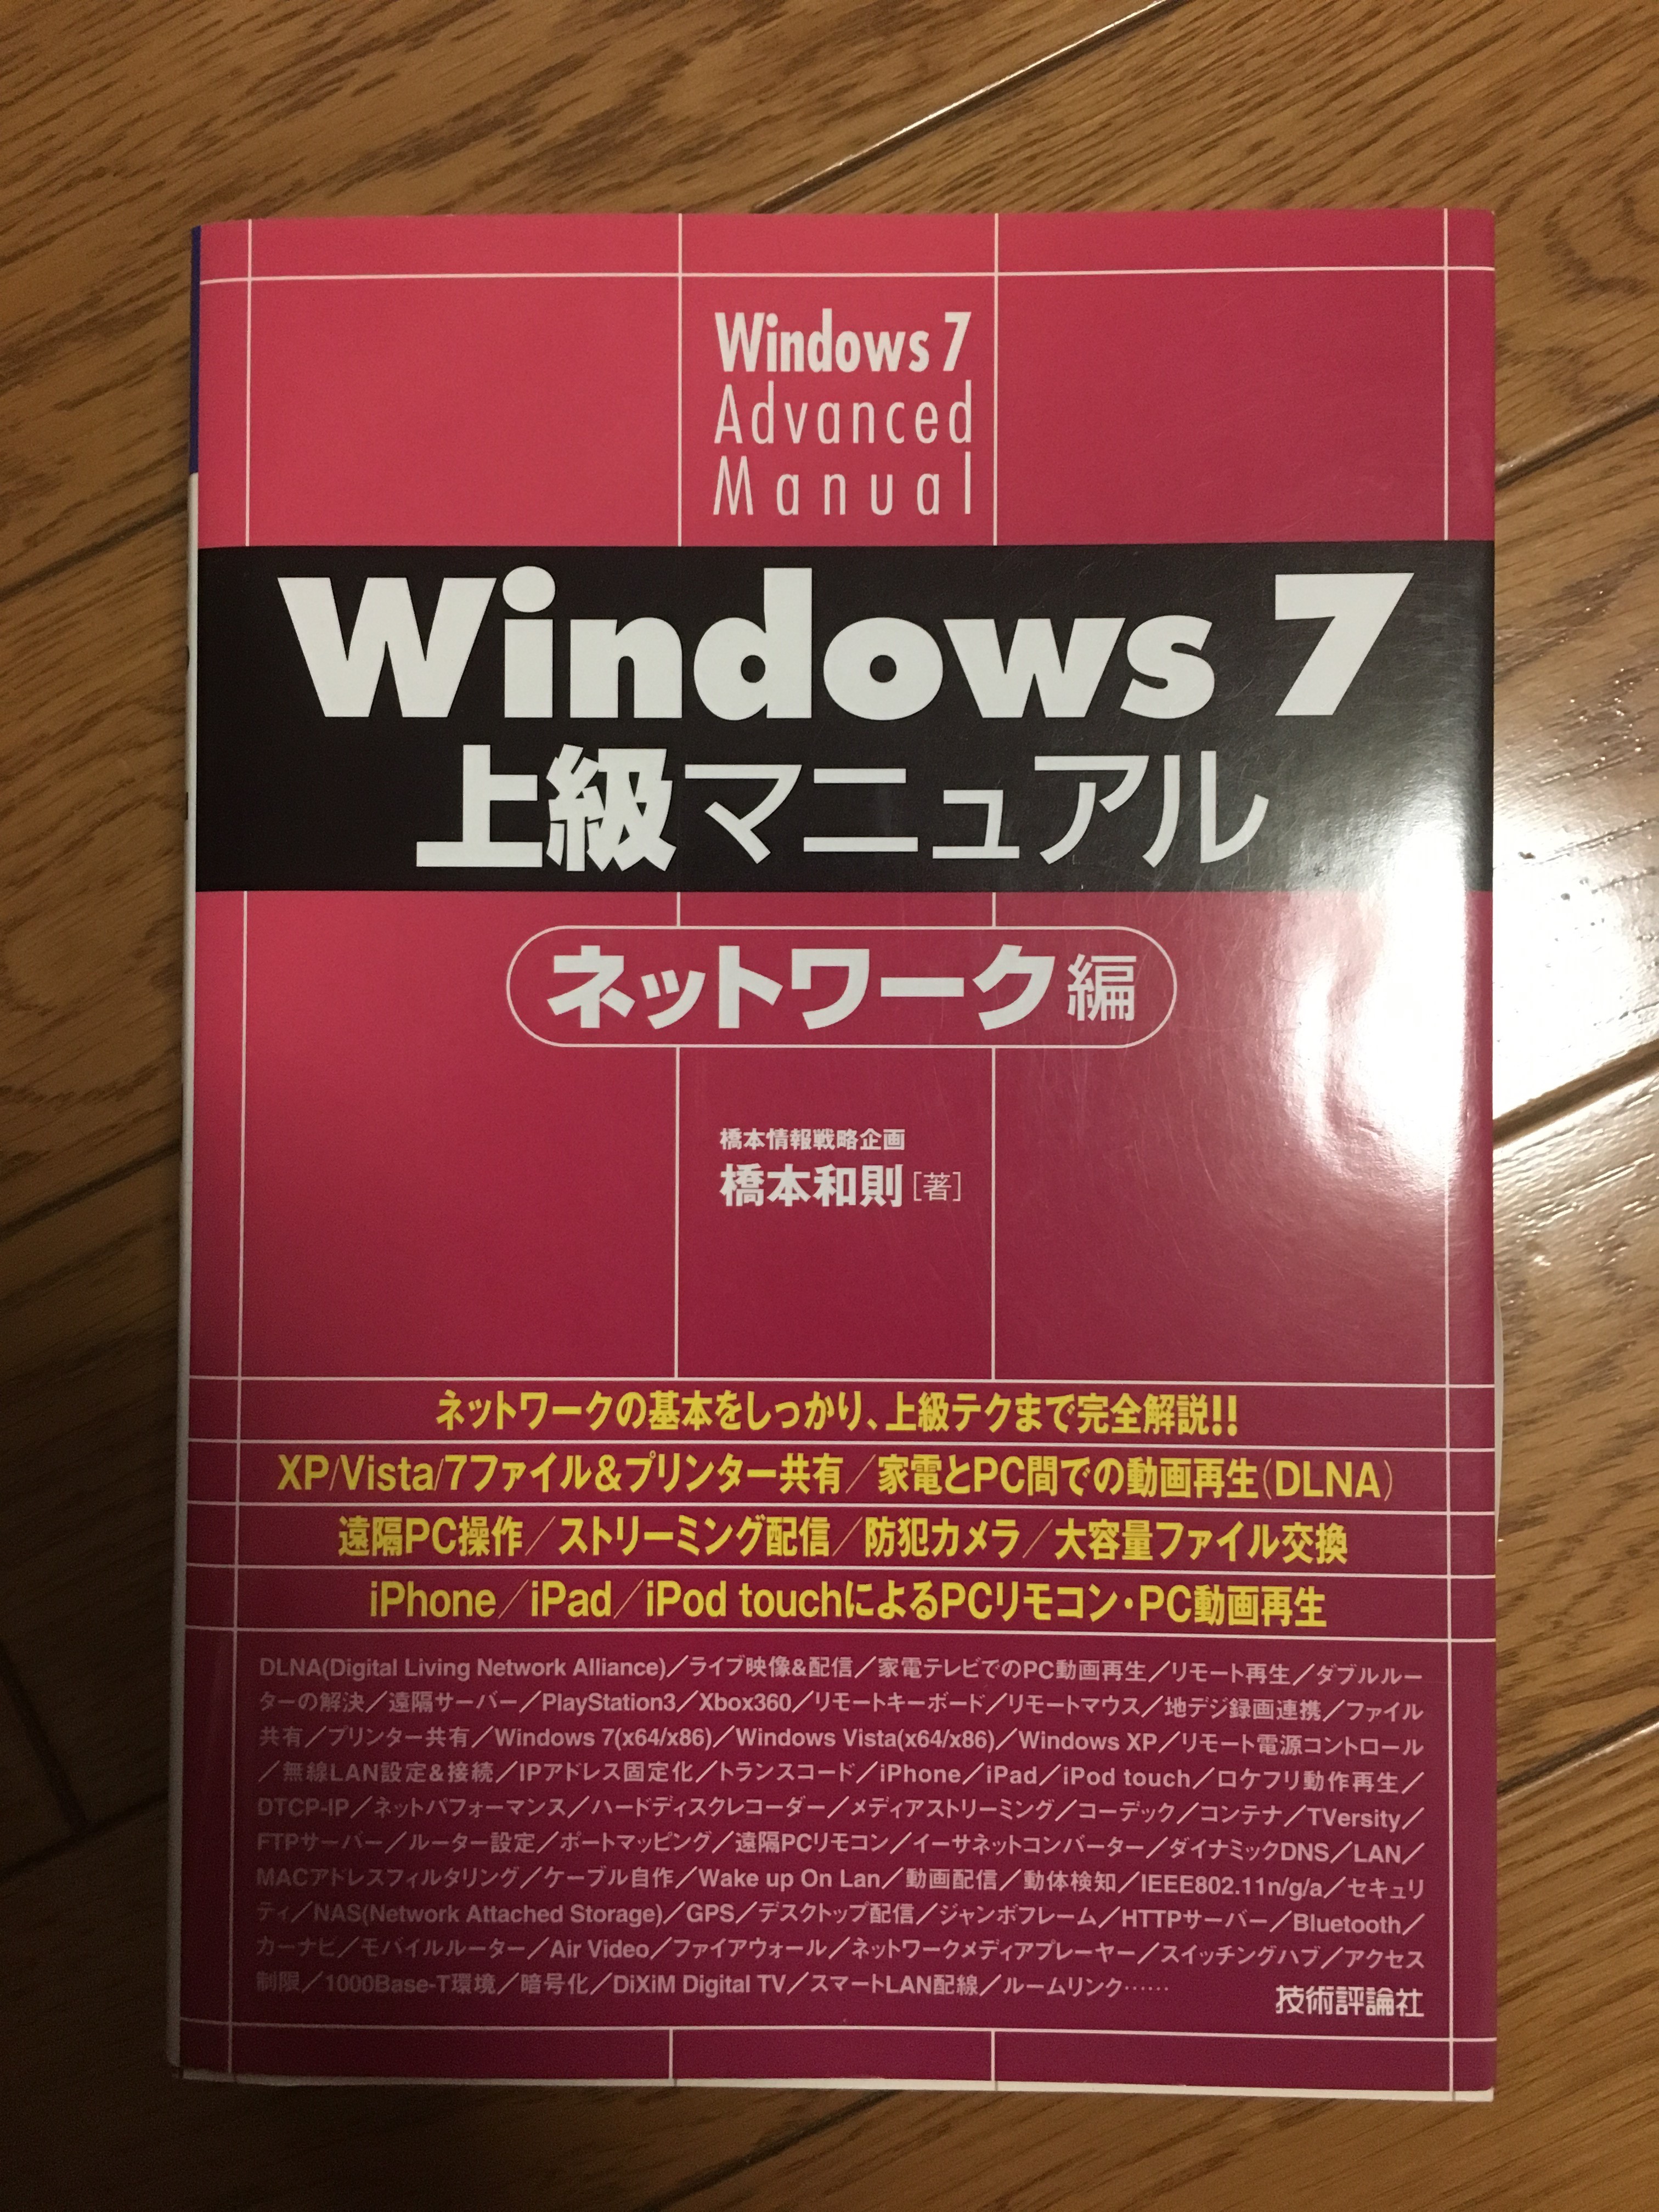 Windows 7
Advanced
Manual
Windows 7
上級マニュアル
ネットワーク編
橋本情報戦略企画
橋本和則[著]
ネットワークの基本をしっかり、上級テクまで完全解説!!
XP/Vista/7ファイル&プリンター共有/家電とPC間での動画再生(DLNA)
遠隔PC操作/ストリーミング配信/防犯カメラ/大容量ファイル交換
iPhone/iPad/iPod touchによるPCリモコン・PC動画再生
DLNA(Digital Living Network Alliance)/ライブ映像&配信/家電テレビでのPC動画再生/リモート再生/ダブルルー
ターの解決/遠隔サーバー/PlayStation3/Xbox360/リモートキーボード/リモートマウス/地デジ録画連携/ファイル
共有/プリンター共有/Windows 7(x64/x86)/Windows Vista(x64/x86)/Windows XP/リモート電源コントロール
/無線LAN設定&接続/IPアドレス固定化/トランスコード/iPhone/iPad/iPod touch/ロケフリ動作再生/
DTCP-IP/ネットパフォーマンス/ハードディスクレコーダー/メディアストリーミング/コーデック/コンテナ/TVersity/
FTPサーバー/ルーター設定/ポートマッピング/遠隔PCリモコン/イーサネットコンバーター/ダイナミックDNS/LAN/
MACアドレスフィルタリング/ケーブル自作/Wake up On Lan/動画配信/動体検知/IEEE802.11n/g/a/セキュリ
ティ/NAS(Network Attached Storage)/GPS/デスクトップ配信/ジャンボフレーム/HTTPサーバー/Bluetooth/
カーナビ/モバイルルーター/Air Video/ファイアウォール/ネットワークメディアプレーヤー/スイッチングハブ/アクセス
制限/1000Base-T環境/暗号化/DiXiM Digital TV/スマートLAN配線/ルームリンク……
技術評論社